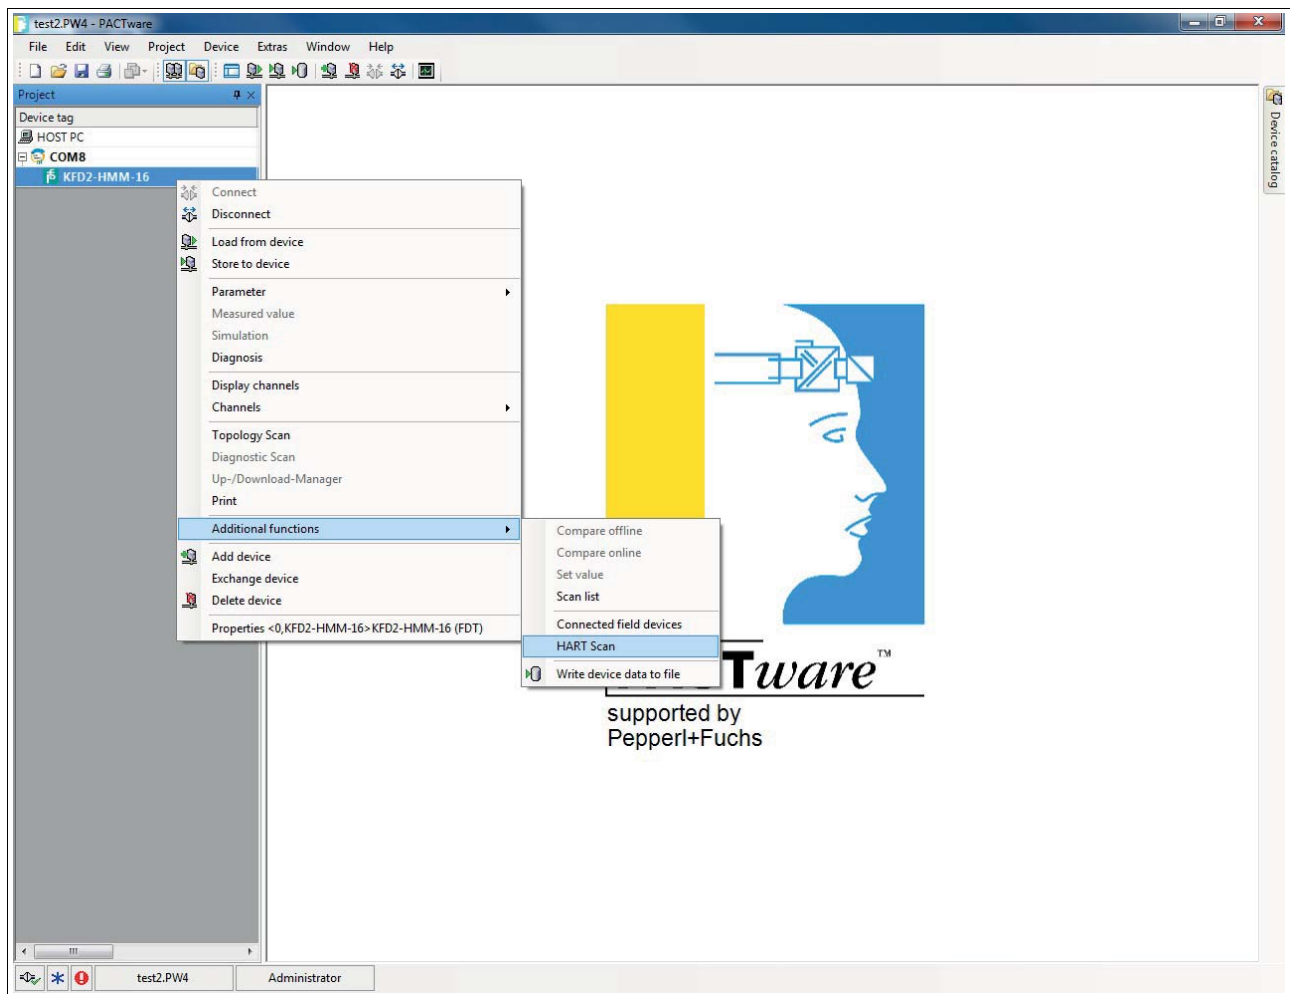 test2.PW4 - PACTware
File Edit View Project Device Extras Window Help
Project
Device tag
HOST PC
COM8
KFD2-HMM-16
Connect
Disconnect
Load from device
Store to device
Parameter
Measured value
Simulation
Diagnosis
Display channels
Channels
Topology Scan
Diagnostic Scan
Up-/Download-Manager
Print
Additional functions
Add device
Exchange device
Delete device
Properties <0,KFD2-HMM-16>KFD2-HMM-16 (FDT)
Compare offline
Compare online
Set value
Scan list
Connected field devices
HART Scan
Write device data to file
Tware™
supported by
Pepperl+Fuchs
Device catalog
test2.PW4 Administrator